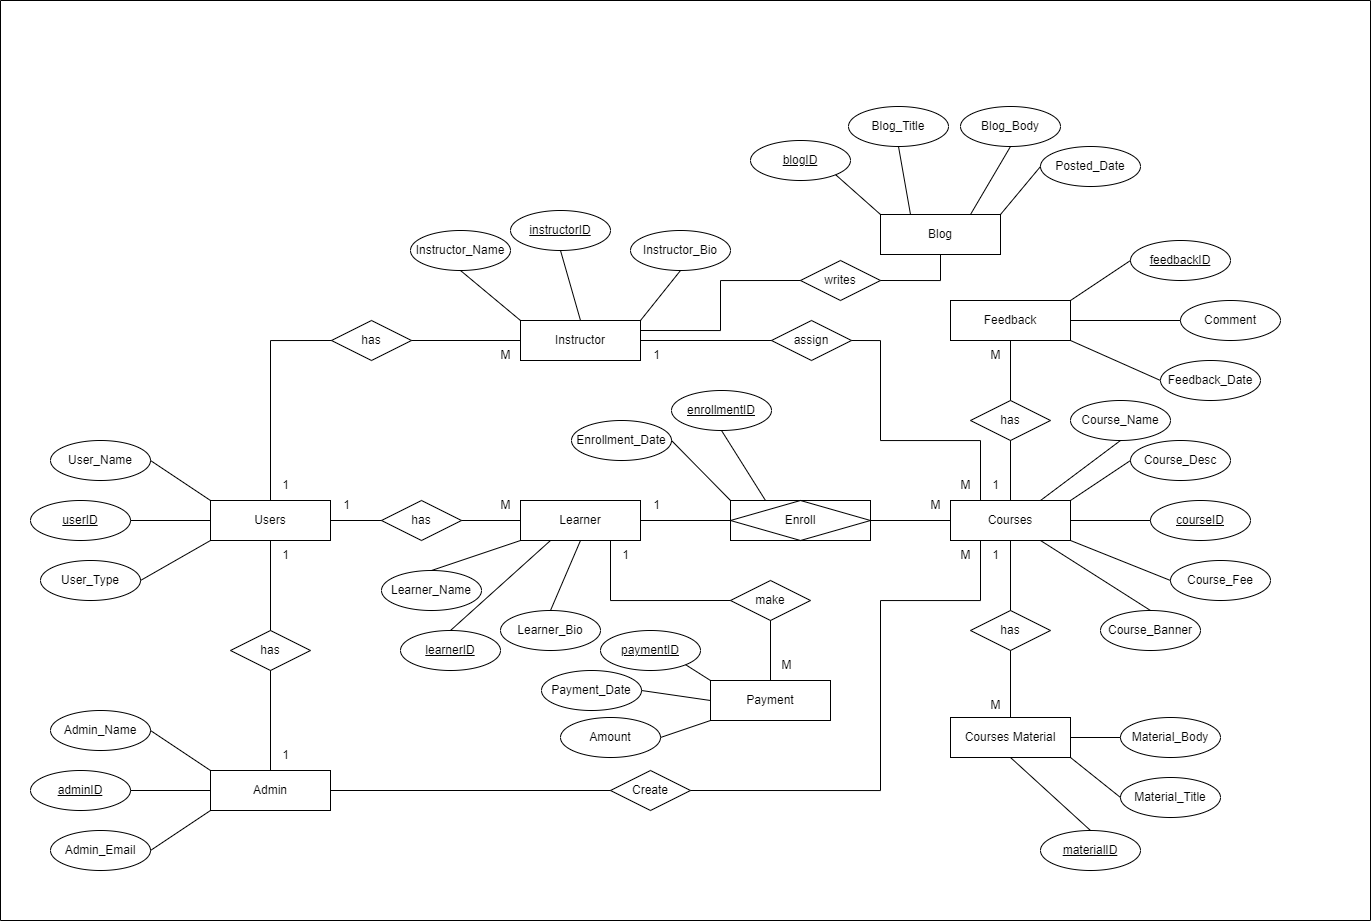 Blog_Title
Blog_Body
blogID
Posted_Date
Blog
instructorID
Instructor_Name
Instructor_Bio
writes
feedbackID
Feedback
Comment
has
Instructor
assign
M
1
M
Feedback_Date
enrollmentID
Enrollment_Date
has
Course_Name
User_Name
Course_Desc
1
M
1
1
M
1
M
userID
Users
has
Learner
Enroll
Courses
courseID
1
1
M
1
User_Type
Learner_Name
make
Course_Fee
has
learnerID
Learner_Bio
paymentID
has
Course_Banner
M
Payment_Date
Payment
M
Admin_Name
Amount
Courses Material
Material_Body
1
adminID
Admin
Create
Material_Title
Admin_Email
materialID